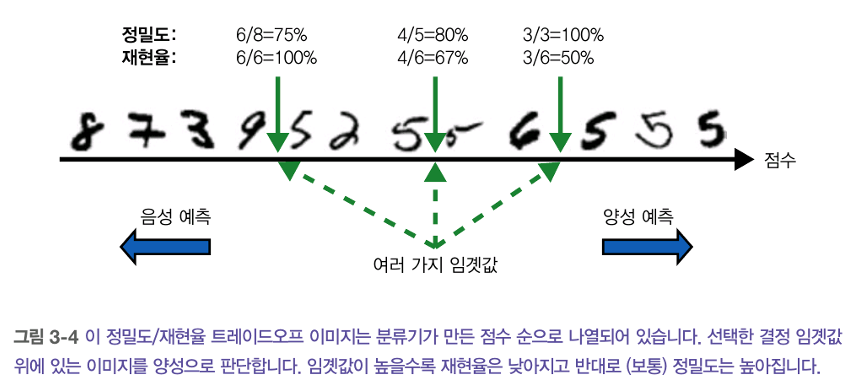 정밀도: 6/8=75% 4/5=80% 3/3=100%
재현율: 6/6=100% 4/6=67% 3/6=50%
8 7 3 9 5 2 5 5 6 5 5 5
점수
음성 예측 양성 예측
여러 가지 임곗값
그림 3-4 이 정밀도/재현율 트레이드오프 이미지는 분류기가 만든 점수 순으로 나열되어 있습니다. 선택한 결정 임곗값
위에 있는 이미지를 양성으로 판단합니다. 임곗값이 높을수록 재현율은 낮아지고 반대로 (보통) 정밀도는 높아집니다.